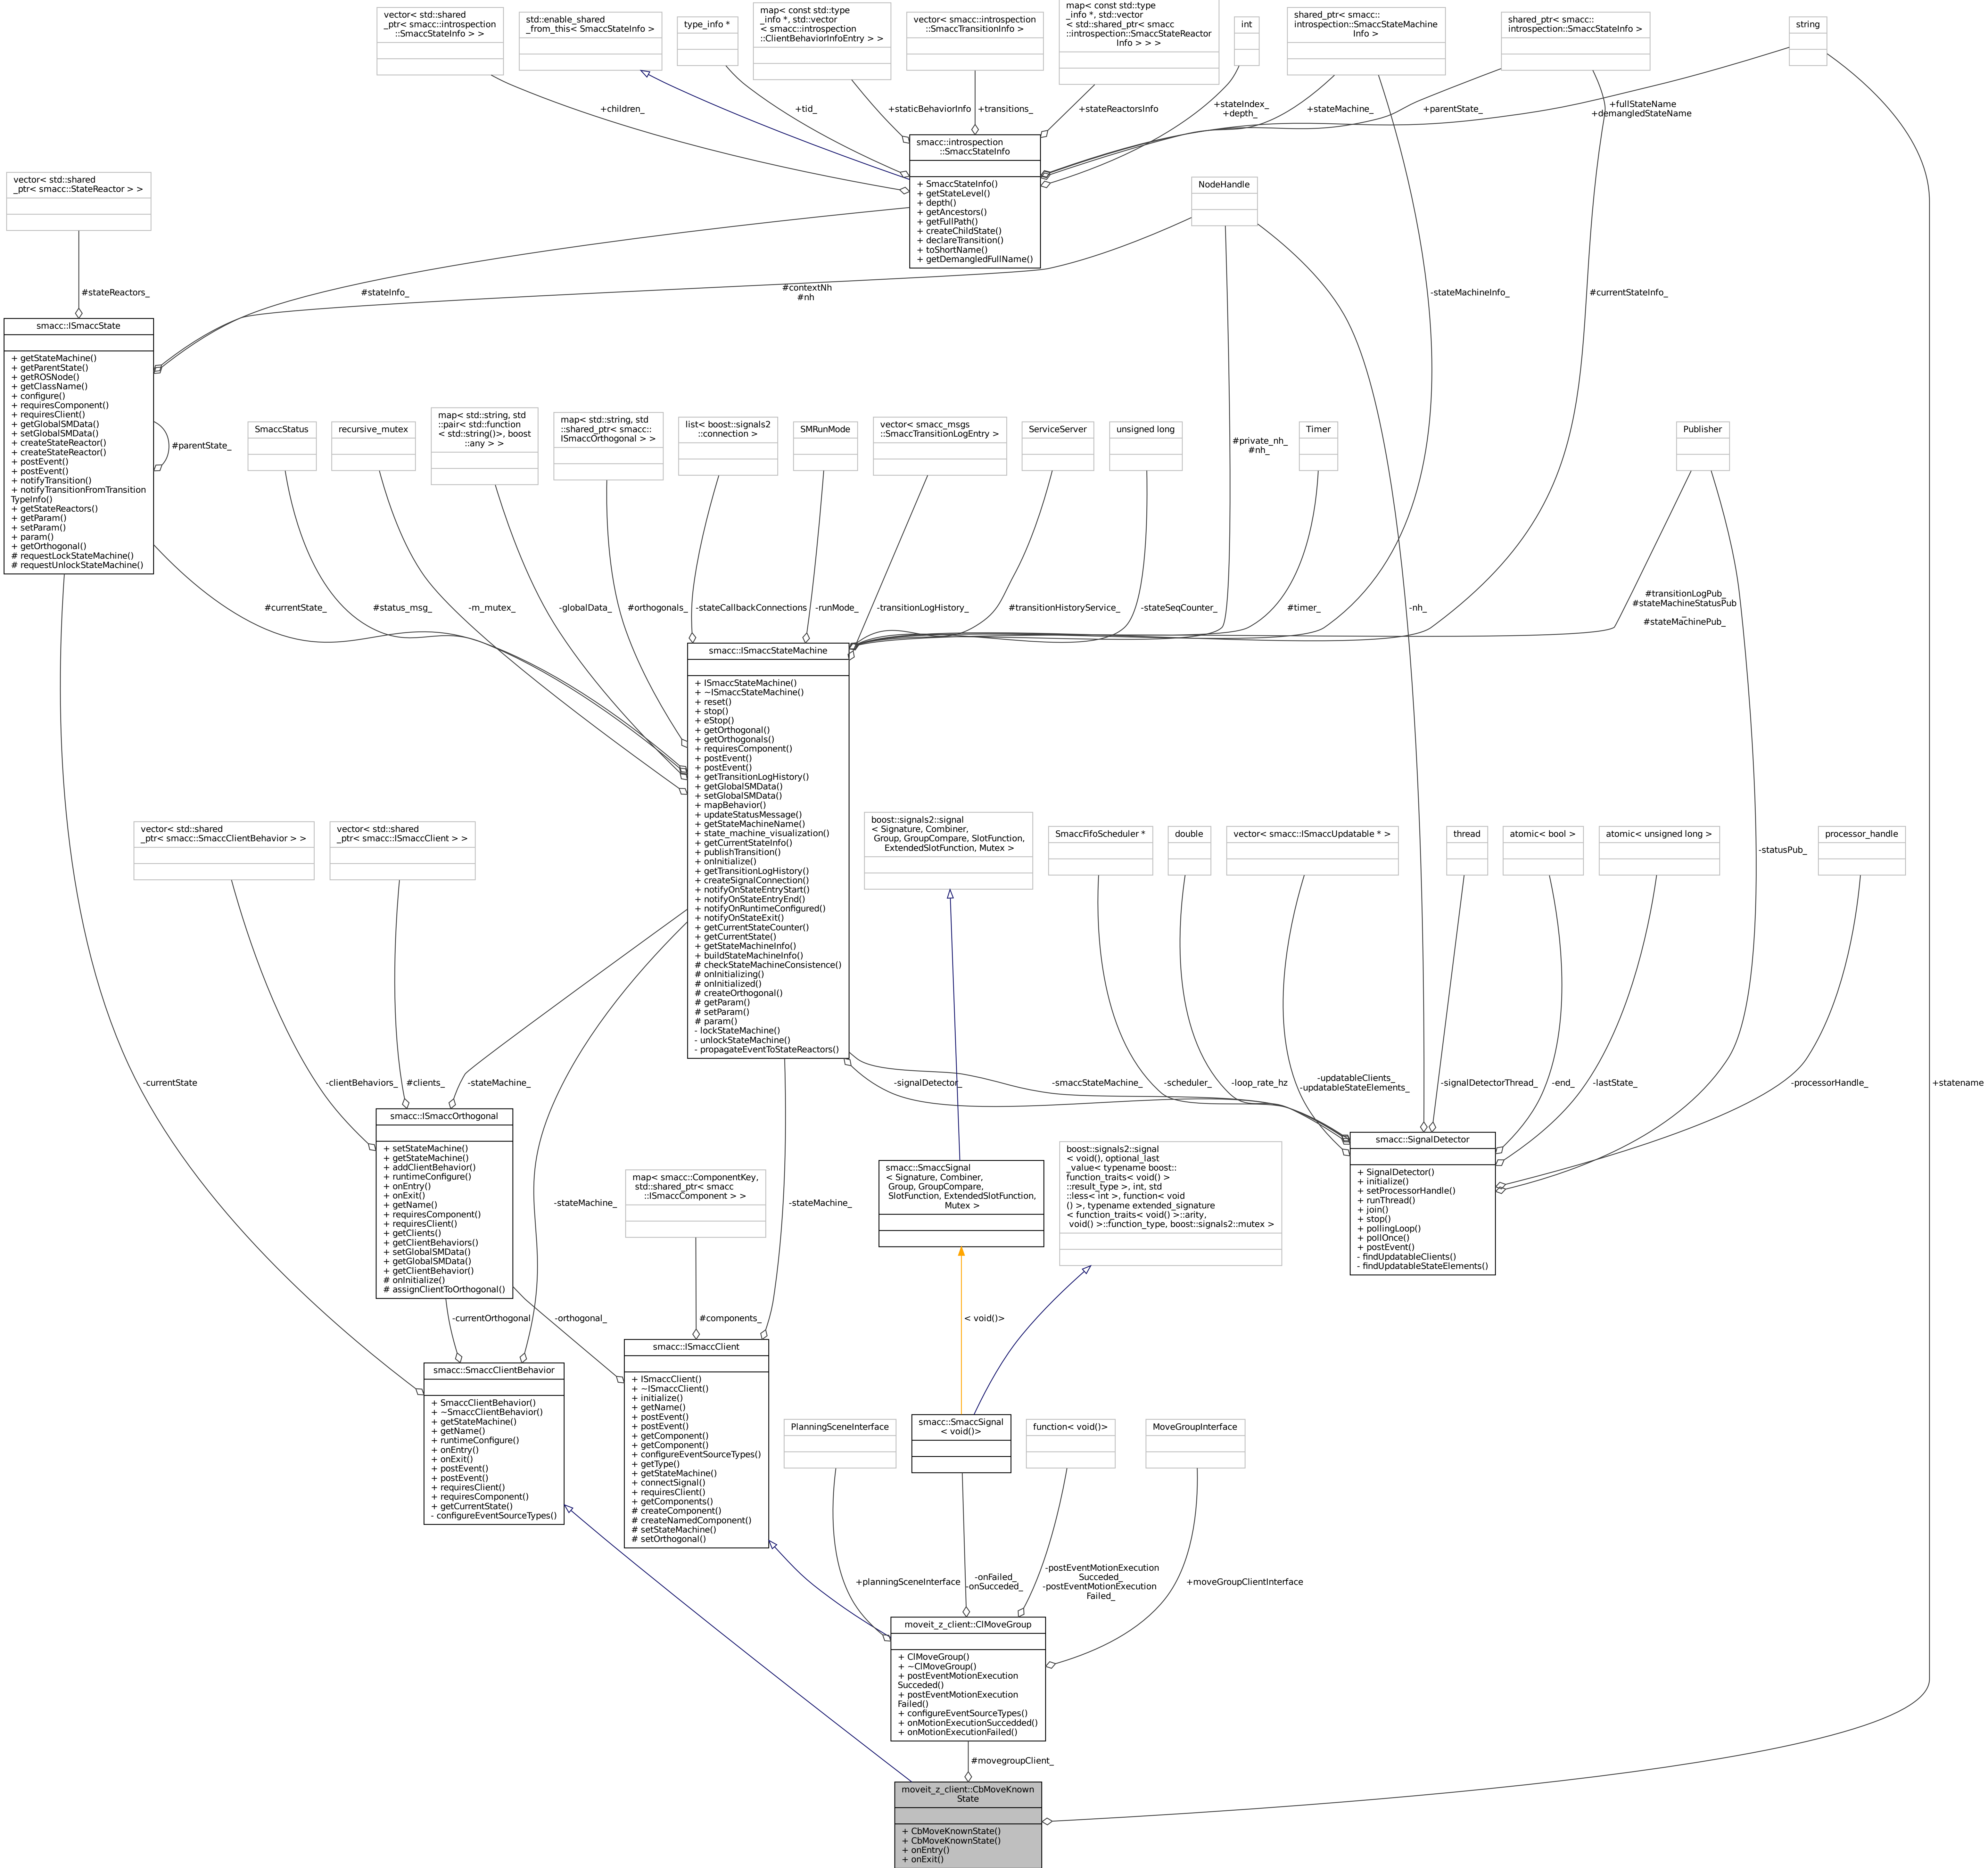 vector< std::shared
_ptr< smacc::introspection
::SmaccStateInfo > >
std::enable_shared
_from_this< SmaccStateInfo >
type_info *
map< const std::type
_info *, std::vector
< smacc::introspection
::ClientBehaviorInfoEntry > >
vector< smacc::introspection
::SmaccTransitionInfo >
map< const std::type
_info *, std::vector
< std::shared_ptr< smacc
::introspection::SmaccStateReactor
Info > > >
int
shared_ptr< smacc::
introspection::SmaccStateMachine
Info >
shared_ptr< smacc::
introspection::SmaccStateInfo >
string
+children_
+tid_
+staticBehaviorInfo
+transitions_
+stateReactorsInfo
+stateIndex_
+depth_
+stateMachine_
+parentState_
+fullStateName
+demangledStateName
smacc::introspection
::SmaccStateInfo
+ SmaccStateInfo()
+ getStateLevel()
+ depth()
+ getAncestors()
+ getFullPath()
+ createChildState()
+ declareTransition()
+ toShortName()
+ getDemangledFullName()
vector< std::shared
_ptr< smacc::StateReactor > >
NodeHandle
#stateReactors_
#stateInfo_
#contextNh
#nh
-stateMachineInfo_
#currentStateInfo_
smacc::ISmaccState
+ getStateMachine()
+ getParentState()
+ getROSNode()
+ getClassName()
+ configure()
+ requiresComponent()
+ requiresClient()
+ getGlobalSMData()
+ setGlobalSMData()
+ createStateReactor()
+ createStateReactor()
+ postEvent()
+ postEvent()
+ notifyTransition()
+ notifyTransitionFromTransition
TypeInfo()
+ getStateReactors()
+ getParam()
+ setParam()
+ param()
+ getOrthogonal()
# requestLockStateMachine()
# requestUnlockStateMachine()
#parentState_
SmaccStatus
recursive_mutex
map< std::string, std
::pair< std::function
< std::string()>, boost
::any > >
map< std::string, std
::shared_ptr< smacc::
ISmaccOrthogonal > >
list< boost::signals2
::connection >
SMRunMode
vector< smacc_msgs
::SmaccTransitionLogEntry >
ServiceServer
unsigned long
#private_nh_
#nh_
Timer
Publisher
#currentState_
#status_msg_
-m_mutex_
-globalData_
#orthogonals_
-stateCallbackConnections
-runMode_
-transitionLogHistory_
#transitionHistoryService_
-stateSeqCounter_
#timer_
-nh_
#transitionLogPub_
#stateMachineStatusPub
_
#stateMachinePub_
smacc::ISmaccStateMachine
+ ISmaccStateMachine()
+ ~ISmaccStateMachine()
+ reset()
+ stop()
+ eStop()
+ getOrthogonal()
+ getOrthogonals()
+ requiresComponent()
+ postEvent()
+ postEvent()
+ getTransitionLogHistory()
+ getGlobalSMData()
+ setGlobalSMData()
+ mapBehavior()
+ updateStatusMessage()
+ getStateMachineName()
+ state_machine_visualization()
+ getCurrentStateInfo()
+ publishTransition()
+ onInitialize()
+ getTransitionLogHistory()
+ createSignalConnection()
+ notifyOnStateEntryStart()
+ notifyOnStateEntryEnd()
+ notifyOnRuntimeConfigured()
+ notifyOnStateExit()
+ getCurrentStateCounter()
+ getCurrentState()
+ getStateMachineInfo()
+ buildStateMachineInfo()
# checkStateMachineConsistence()
# onInitializing()
# onInitialized()
# createOrthogonal()
# getParam()
# setParam()
# param()
- lockStateMachine()
- unlockStateMachine()
- propagateEventToStateReactors()
vector< std::shared
_ptr< smacc::SmaccClientBehavior > >
vector< std::shared
_ptr< smacc::ISmaccClient > >
boost::signals2::signal
< Signature, Combiner,
Group, GroupCompare, SlotFunction,
ExtendedSlotFunction, Mutex >
SmaccFifoScheduler *
double
vector< smacc::ISmaccUpdatable * >
thread
atomic< bool >
atomic< unsigned long >
-statusPub_
processor_handle
-currentState
-clientBehaviors_
#clients_
-stateMachine_
-signalDetector_
-smaccStateMachine_
-scheduler_
-loop_rate_hz
-updatableClients_
-updatableStateElements_
-signalDetectorThread_
-end_
-lastState_
-processorHandle_
+statename
smacc::ISmaccOrthogonal
+ setStateMachine()
+ getStateMachine()
+ addClientBehavior()
+ runtimeConfigure()
+ onEntry()
+ onExit()
+ getName()
+ requiresComponent()
+ requiresClient()
+ getClients()
+ getClientBehaviors()
+ setGlobalSMData()
+ getGlobalSMData()
+ getClientBehavior()
# onInitialize()
# assignClientToOrthogonal()
-stateMachine_
map< smacc::ComponentKey,
std::shared_ptr< smacc
::ISmaccComponent > >
-stateMachine_
smacc::SmaccSignal
< Signature, Combiner,
Group, GroupCompare,
SlotFunction, ExtendedSlotFunction,
Mutex >
boost::signals2::signal
< void(), optional_last
_value< typename boost::
function_traits< void() >
::result_type >, int, std
::less< int >, function< void
() >, typename extended_signature
< function_traits< void() >::arity,
void() >::function_type, boost::signals2::mutex >
smacc::SignalDetector
+ SignalDetector()
+ initialize()
+ setProcessorHandle()
+ runThread()
+ join()
+ stop()
+ pollingLoop()
+ pollOnce()
+ postEvent()
- findUpdatableClients()
- findUpdatableStateElements()
-currentOrthogonal
-orthogonal_
#components_
< void()>
smacc::SmaccClientBehavior
+ SmaccClientBehavior()
+ ~SmaccClientBehavior()
+ getStateMachine()
+ getName()
+ runtimeConfigure()
+ onEntry()
+ onExit()
+ postEvent()
+ postEvent()
+ requiresClient()
+ requiresComponent()
+ getCurrentState()
- configureEventSourceTypes()
smacc::ISmaccClient
+ ISmaccClient()
+ ~ISmaccClient()
+ initialize()
+ getName()
+ postEvent()
+ postEvent()
+ getComponent()
+ getComponent()
+ configureEventSourceTypes()
+ getType()
+ getStateMachine()
+ connectSignal()
+ requiresClient()
+ getComponents()
# createComponent()
# createNamedComponent()
# setStateMachine()
# setOrthogonal()
PlanningSceneInterface
smacc::SmaccSignal
< void()>
function< void()>
MoveGroupInterface
+planningSceneInterface
-onFailed_
-onSucceded_
-postEventMotionExecution
Succeded_
-postEventMotionExecution
Failed_
+moveGroupClientInterface
moveit_z_client::ClMoveGroup
+ ClMoveGroup()
+ ~ClMoveGroup()
+ postEventMotionExecution
Succeded()
+ postEventMotionExecution
Failed()
+ configureEventSourceTypes()
+ onMotionExecutionSuccedded()
+ onMotionExecutionFailed()
#movegroupClient_
moveit_z_client::CbMoveKnown
State
+ CbMoveKnownState()
+ CbMoveKnownState()
+ onEntry()
+ onExit()